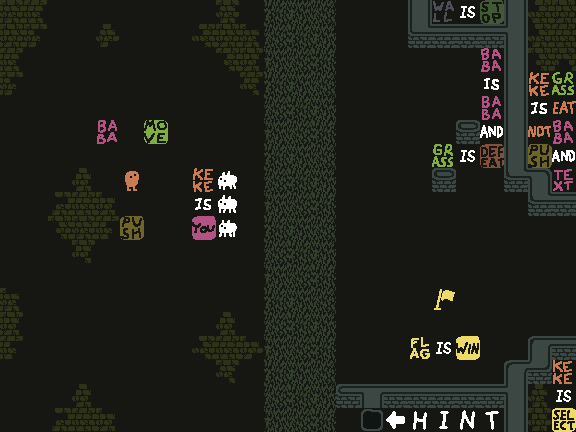 WALL IS STOP
BABA
IS
BABA
AND
GRASS IS DEFEAT
KEKE GRASS
IS EAT
NOT BABA
PUSH AND
TEXT
BABA MOVE
KEKE
IS
YOU
PUSH
FLAG IS WIN
KEKE
IS
SELECT
HINT